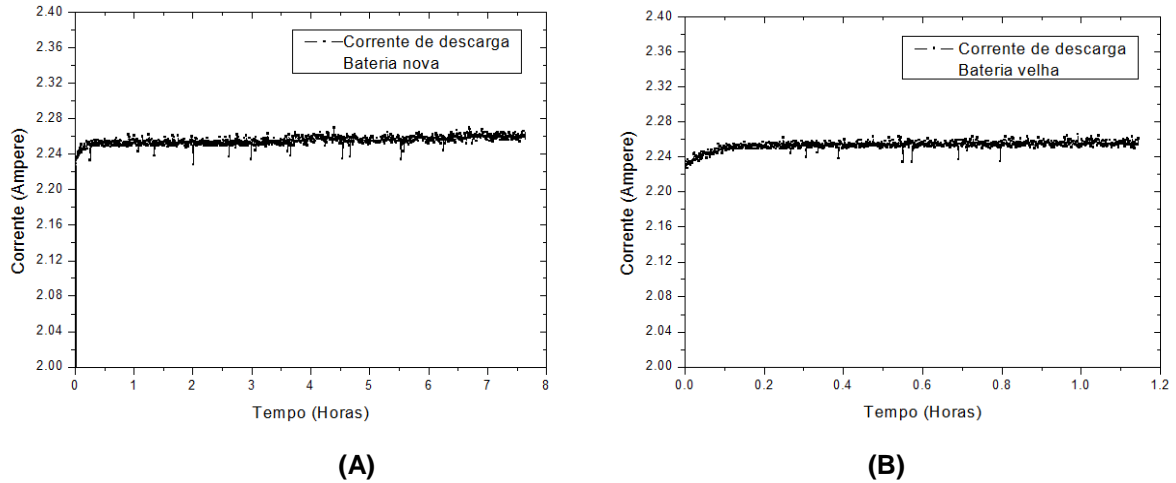 2.40
2.36
2.32
2.28
2.24
2.20
2.16
2.12
2.08
2.04
2.00
Corrente (Ampere)
Corrente de descarga
Bateria nova
0 1 2 3 4 5 6 7 8
Tempo (Horas)
(A)
2.40
2.36
2.32
2.28
2.24
2.20
2.16
2.12
2.08
2.04
2.00
Corrente (Ampere)
Corrente de descarga
Bateria velha
0.0 0.2 0.4 0.6 0.8 1.0 1.2
Tempo (Horas)
(B)